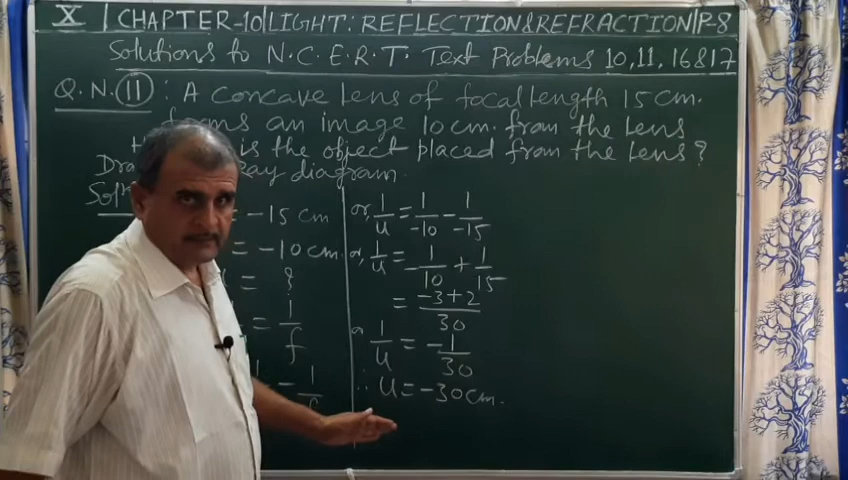 X | CHAPTER-10 | LIGHT: REFLECTION & REFRACTION | P-8
Solutions to N.C.E.R.T. Text Problems 10, 11, 16 & 17
Q.N. 11 : A Concave Lens of focal length 15 cm.
forms an image 10 cm. from the Lens
is the object placed from the Lens?
ray diagram.
= -15 cm
= -10 cm.
= ?
= 1/f
- 1/f
or, 1/u = 1/-10 - 1/-15
or, 1/u = -1/10 + 1/15
= -3+2/30
1/u = -1/30
∴ u = -30 cm.